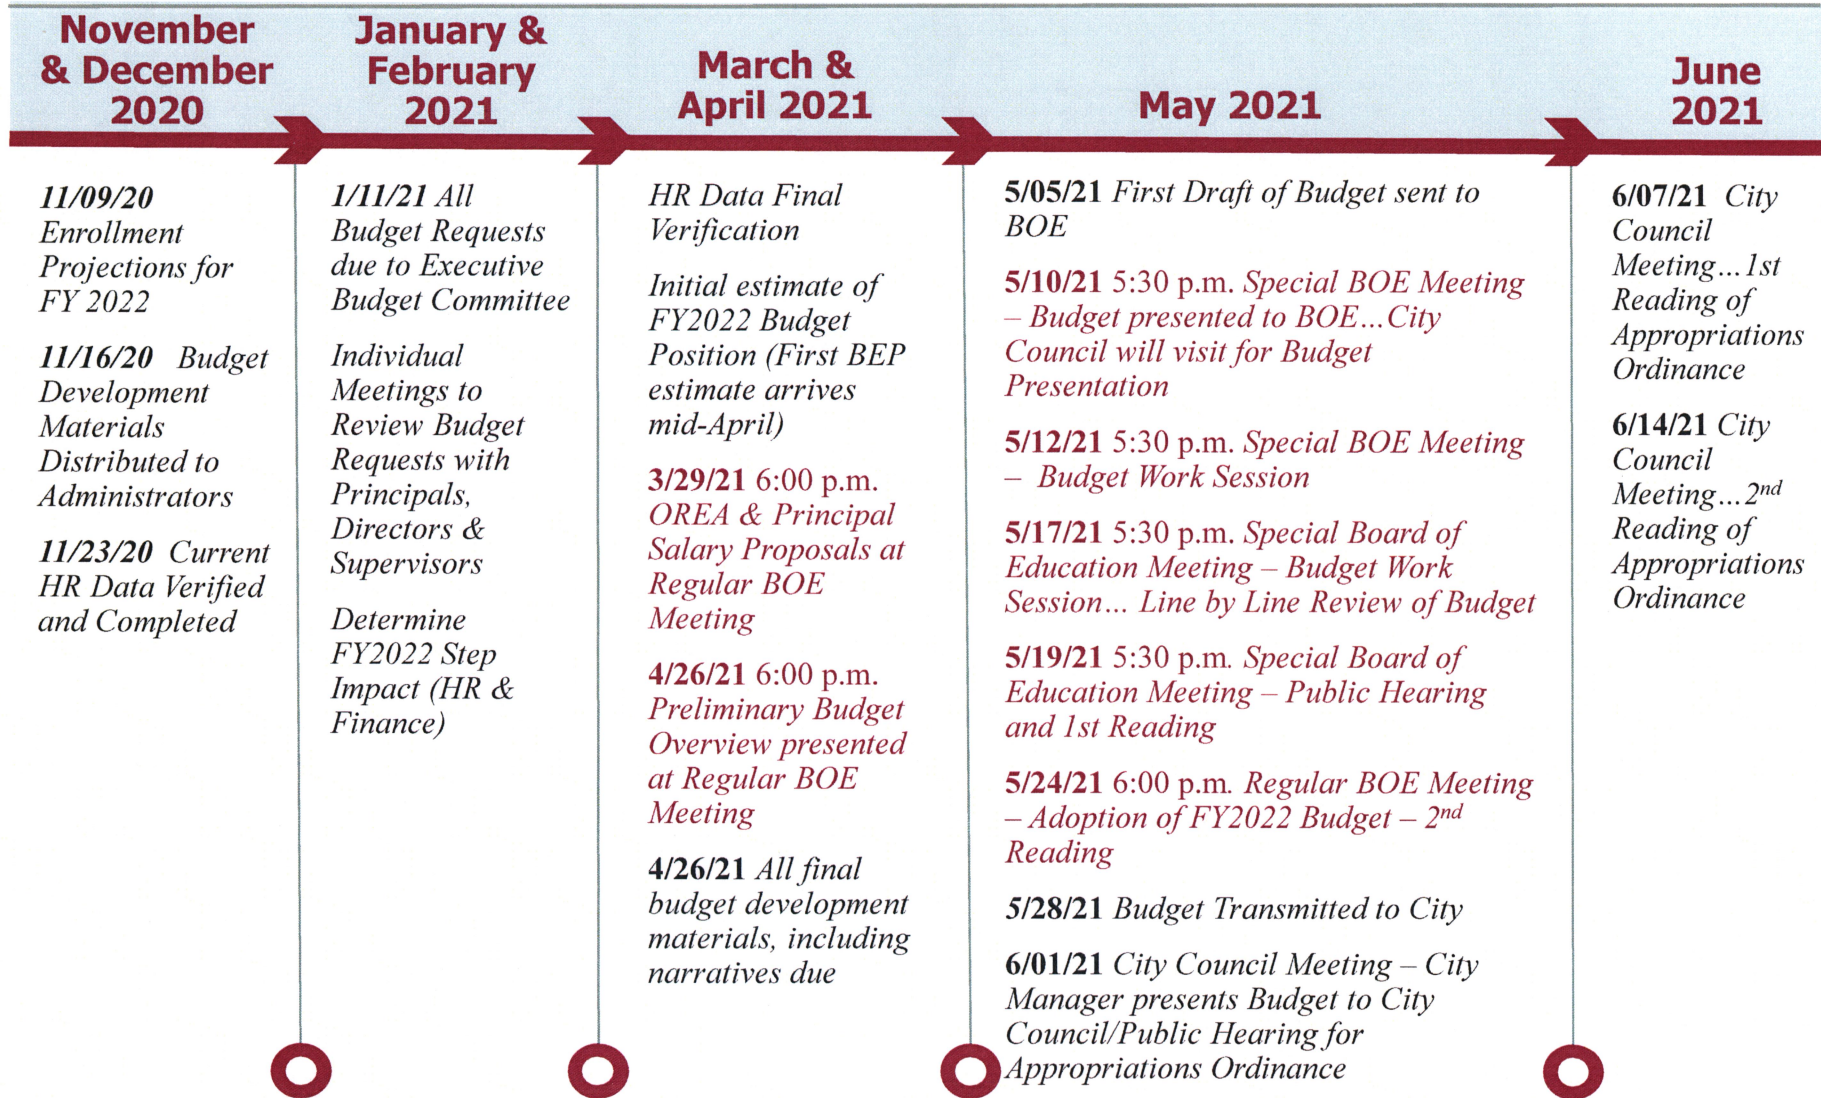 November
& December
2020
January &
February
2021
March &
April 2021
May 2021
June
2021
11/09/20
Enrollment
Projections for
FY 2022
11/16/20 Budget
Development
Materials
Distributed to
Administrators
11/23/20 Current
HR Data Verified
and Completed
1/11/21 All
Budget Requests
due to Executive
Budget Committee
Individual
Meetings to
Review Budget
Requests with
Principals,
Directors &
Supervisors
Determine
FY2022 Step
Impact (HR &
Finance)
HR Data Final
Verification
Initial estimate of
FY2022 Budget
Position (First BEP
estimate arrives
mid-April)
3/29/21 6:00 p.m.
OREA & Principal
Salary Proposals at
Regular BOE
Meeting
4/26/21 6:00 p.m.
Preliminary Budget
Overview presented
at Regular BOE
Meeting
4/26/21 All final
budget development
materials, including
narratives due
5/05/21 First Draft of Budget sent to
BOE
5/10/21 5:30 p.m. Special BOE Meeting
– Budget presented to BOE…City
Council will visit for Budget
Presentation
5/12/21 5:30 p.m. Special BOE Meeting
– Budget Work Session
5/17/21 5:30 p.m. Special Board of
Education Meeting – Budget Work
Session… Line by Line Review of Budget
5/19/21 5:30 p.m. Special Board of
Education Meeting – Public Hearing
and 1st Reading
5/24/21 6:00 p.m. Regular BOE Meeting
– Adoption of FY2022 Budget – 2nd
Reading
5/28/21 Budget Transmitted to City
6/01/21 City Council Meeting – City
Manager presents Budget to City
Council/Public Hearing for
Appropriations Ordinance
6/07/21 City
Council
Meeting…1st
Reading of
Appropriations
Ordinance
6/14/21 City
Council
Meeting…2nd
Reading of
Appropriations
Ordinance